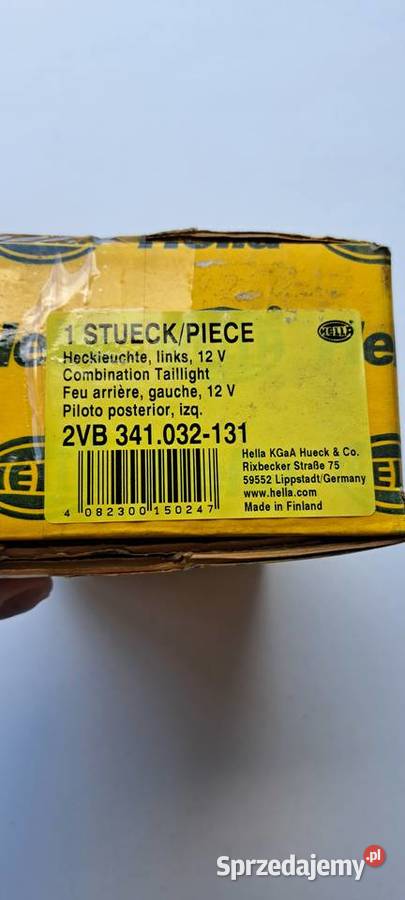 Hella
1 STUECK/PIECE
Heckleuchte, links, 12 V
Combination Taillight
Feu arrière, gauche, 12 V
Piloto posterior, izq.
HELLA
2VB 341.032-131
Hella KGaA Hueck & Co.
Rixbecker Straße 75
59552 Lippstadt/Germany
www.hella.com
Made in Finland
4 082300 150247
HELLA
Sprzedajemy.pl